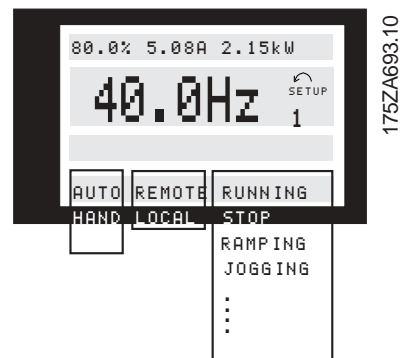 80.0% 5.08A 2.15kW
40.0Hz SETUP 1
AUTO REMOTE RUNNING
HAND LOCAL STOP
RAMPING
JOGGING
175ZA693.10